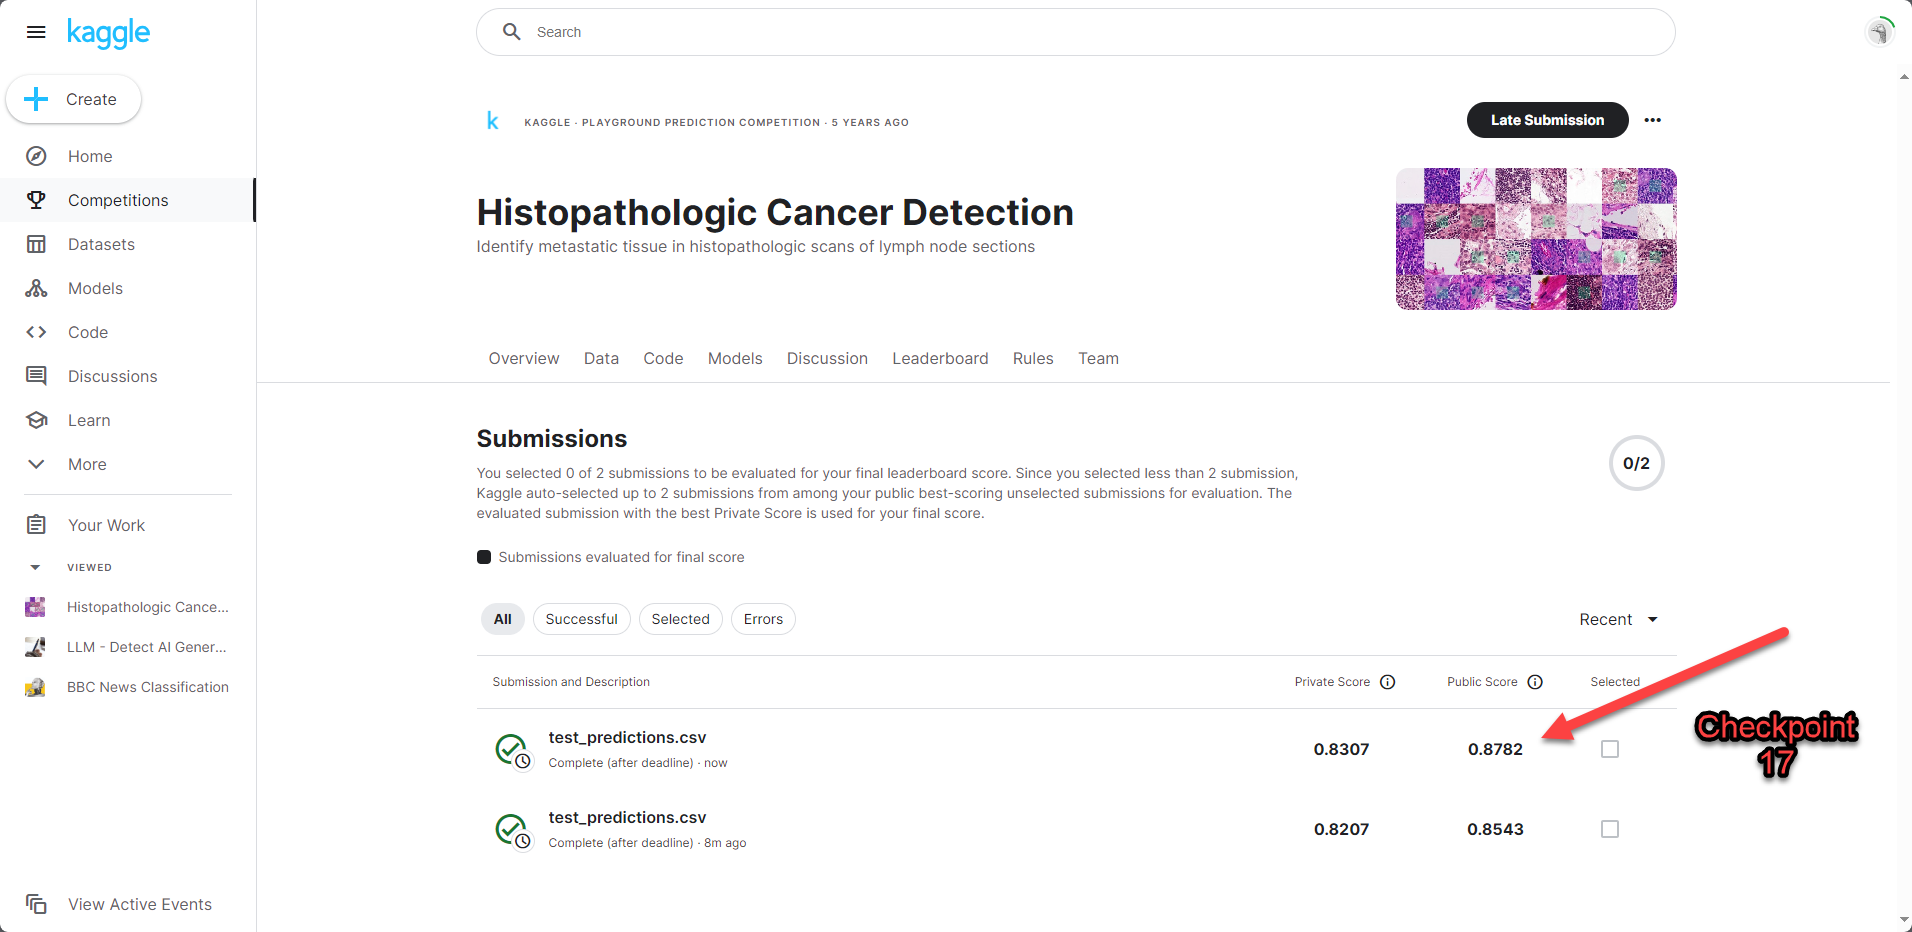 kaggle
Search
Create
Home
Competitions
Datasets
Models
Code
Discussions
Learn
More
Your Work
VIEWED
Histopathologic Cance...
LLM - Detect AI Gener...
BBC News Classification
View Active Events
k
KAGGLE · PLAYGROUND PREDICTION COMPETITION · 5 YEARS AGO
Late Submission
Histopathologic Cancer Detection
Identify metastatic tissue in histopathologic scans of lymph node sections
Overview Data Code Models Discussion Leaderboard Rules Team
Submissions
You selected 0 of 2 submissions to be evaluated for your final leaderboard score. Since you selected less than 2 submission,
Kaggle auto-selected up to 2 submissions from among your public best-scoring unselected submissions for evaluation. The
evaluated submission with the best Private Score is used for your final score.
0/2
Submissions evaluated for final score
All Successful Selected Errors
Recent
Submission and Description Private Score Public Score Selected
test_predictions.csv
Complete (after deadline) · now
0.8307 0.8782
Checkpoint
17
test_predictions.csv
Complete (after deadline) · 8m ago
0.8207 0.8543